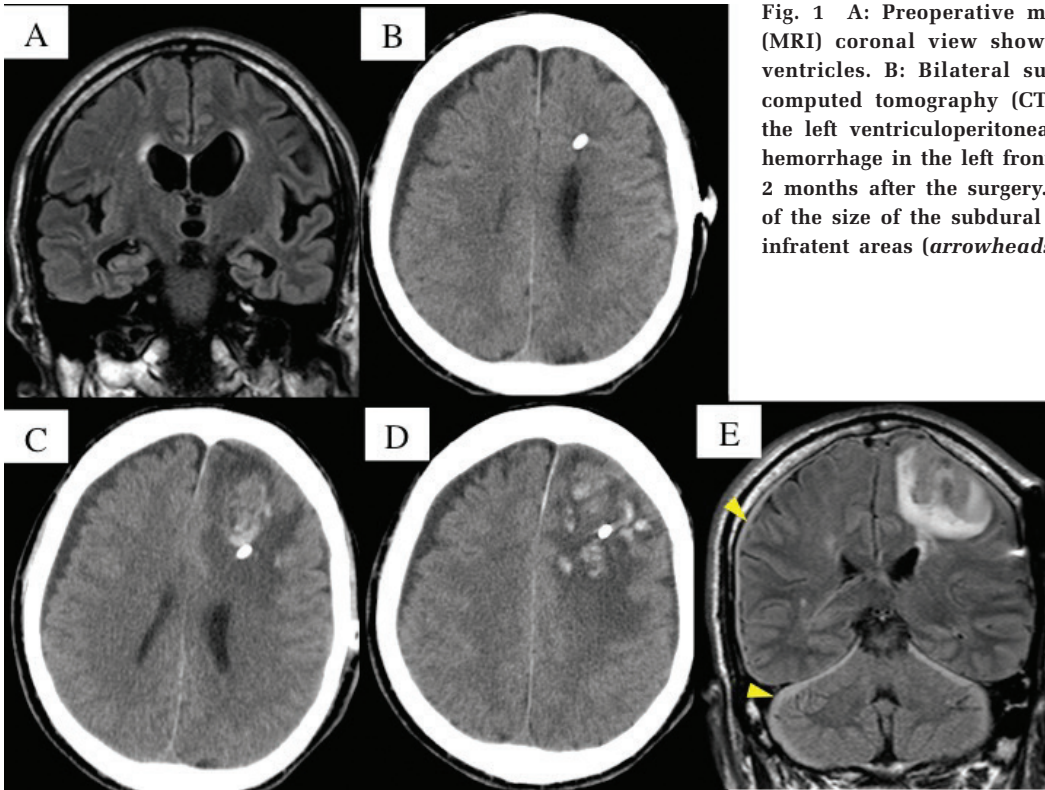 A
B
Fig. 1 A: Preoperative m
(MRI) coronal view show
ventricles. B: Bilateral su
computed tomography (CT
the left ventriculoperitonea
hemorrhage in the left fron
2 months after the surgery.
of the size of the subdural
infratent areas (arrowheads
C
D
E